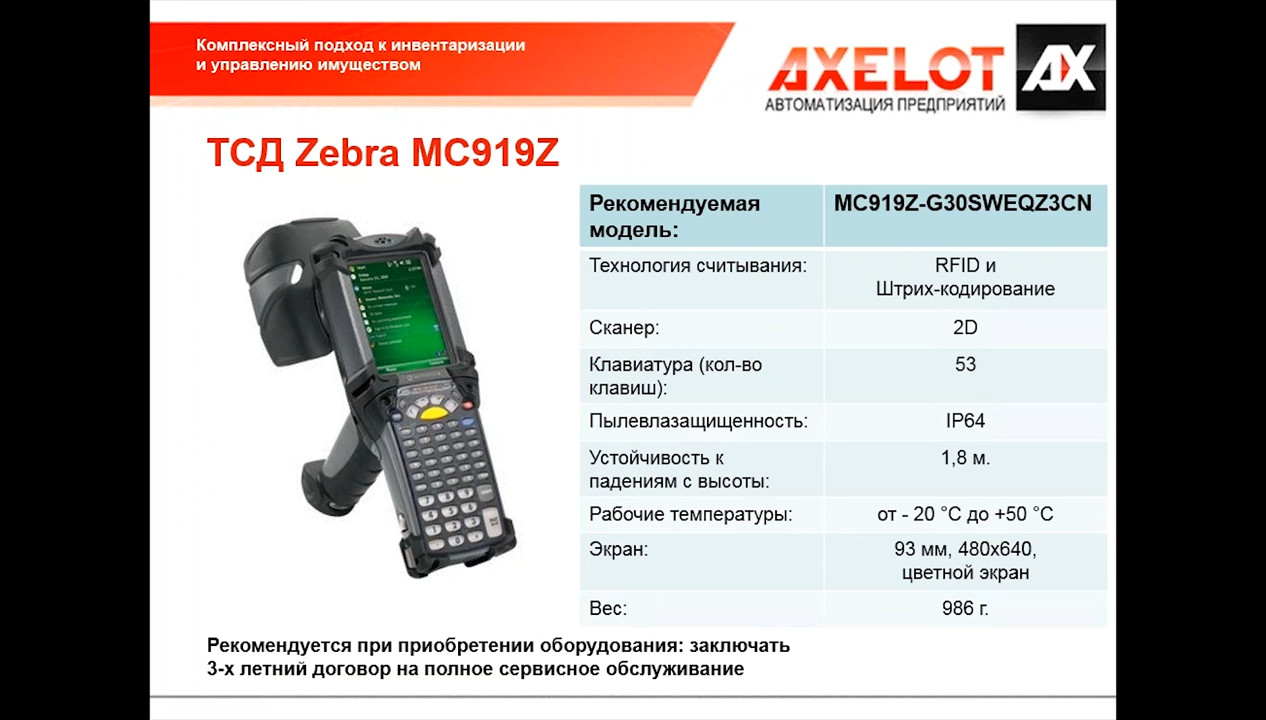 Комплексный подход к инвентаризации
и управлению имуществом
AXELOT
АВТОМАТИЗАЦИЯ ПРЕДПРИЯТИЙ
AX
ТСД Zebra MC919Z
Рекомендуемая
модель:
MC919Z-G30SWEQZ3CN
Технология считывания:
RFID и
Штрих-кодирование
Сканер:
2D
Клавиатура (кол-во
клавиш):
53
Пылевлазащищенность:
IP64
Устойчивость к
падениям с высоты:
1,8 м.
Рабочие температуры:
от - 20 °C до +50 °C
Экран:
93 мм, 480x640,
цветной экран
Вес:
986 г.
Рекомендуется при приобретении оборудования: заключать
3-х летний договор на полное сервисное обслуживание